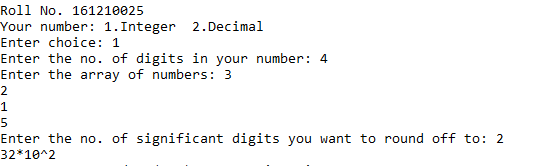 Roll No. 161210025
Your number: 1.Integer  2.Decimal
Enter choice: 1
Enter the no. of digits in your number: 4
Enter the array of numbers: 3
2
1
5
Enter the no. of significant digits you want to round off to: 2
32*10^2